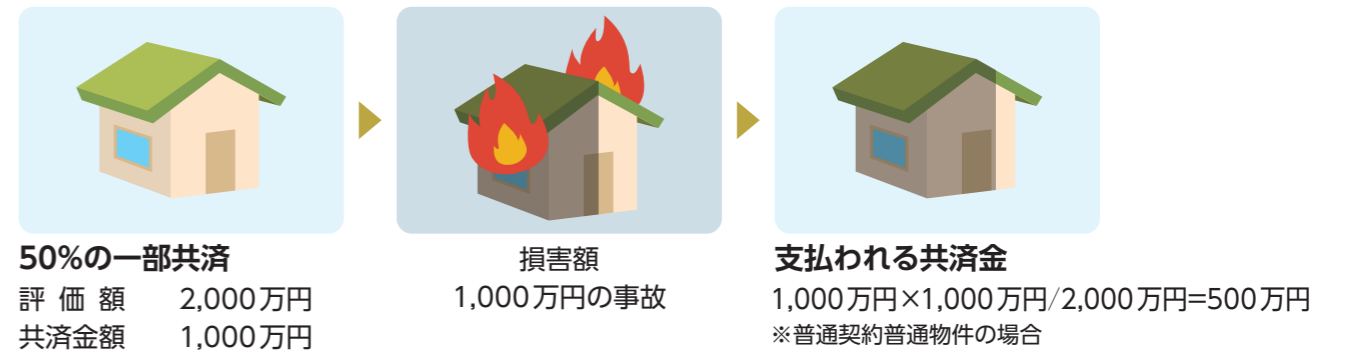 50%の一部共済
評価額 2,000万円
共済金額 1,000万円
損害額
1,000万円の事故
支払われる共済金
1,000万円×1,000万円/2,000万円=500万円
※普通契約普通物件の場合